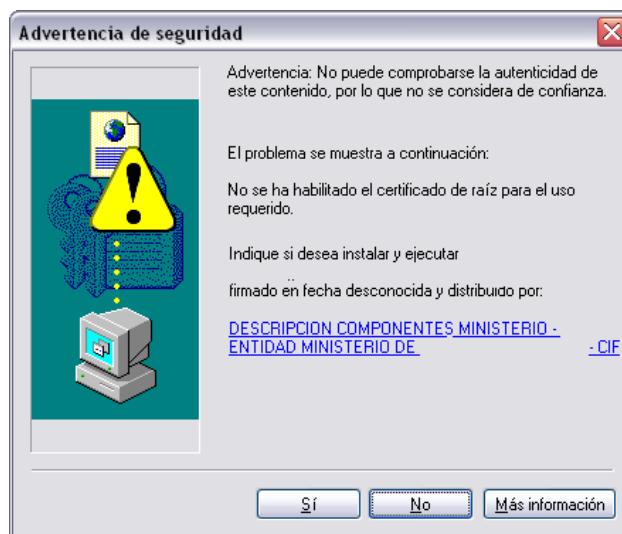 Advertencia de seguridad
Advertencia: No puede comprobarse la autenticidad de
este contenido, por lo que no se considera de confianza.
El problema se muestra a continuación:
No se ha habilitado el certificado de raíz para el uso
requerido.
Indique si desea instalar y ejecutar
firmado en fecha desconocida y distribuido por:
DESCRIPCION COMPONENTES MINISTERIO -
ENTIDAD MINISTERIO DE - CIF
Sí
No
Más información